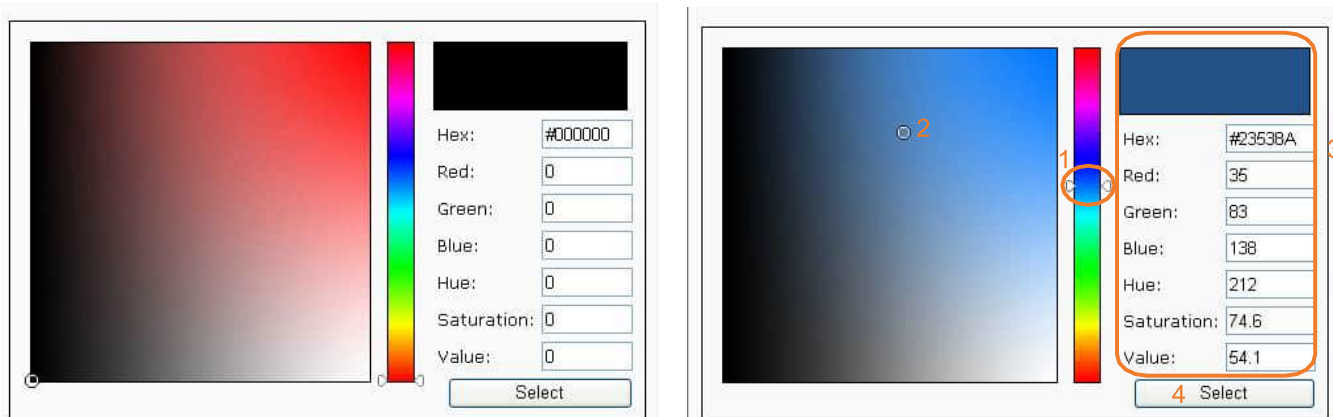 Hex: #000000
Red: 0
Green: 0
Blue: 0
Hue: 0
Saturation: 0
Value: 0
Select
1
2
3
Hex: #23538A
Red: 35
Green: 83
Blue: 138
Hue: 212
Saturation: 74.6
Value: 54.1
4 Select